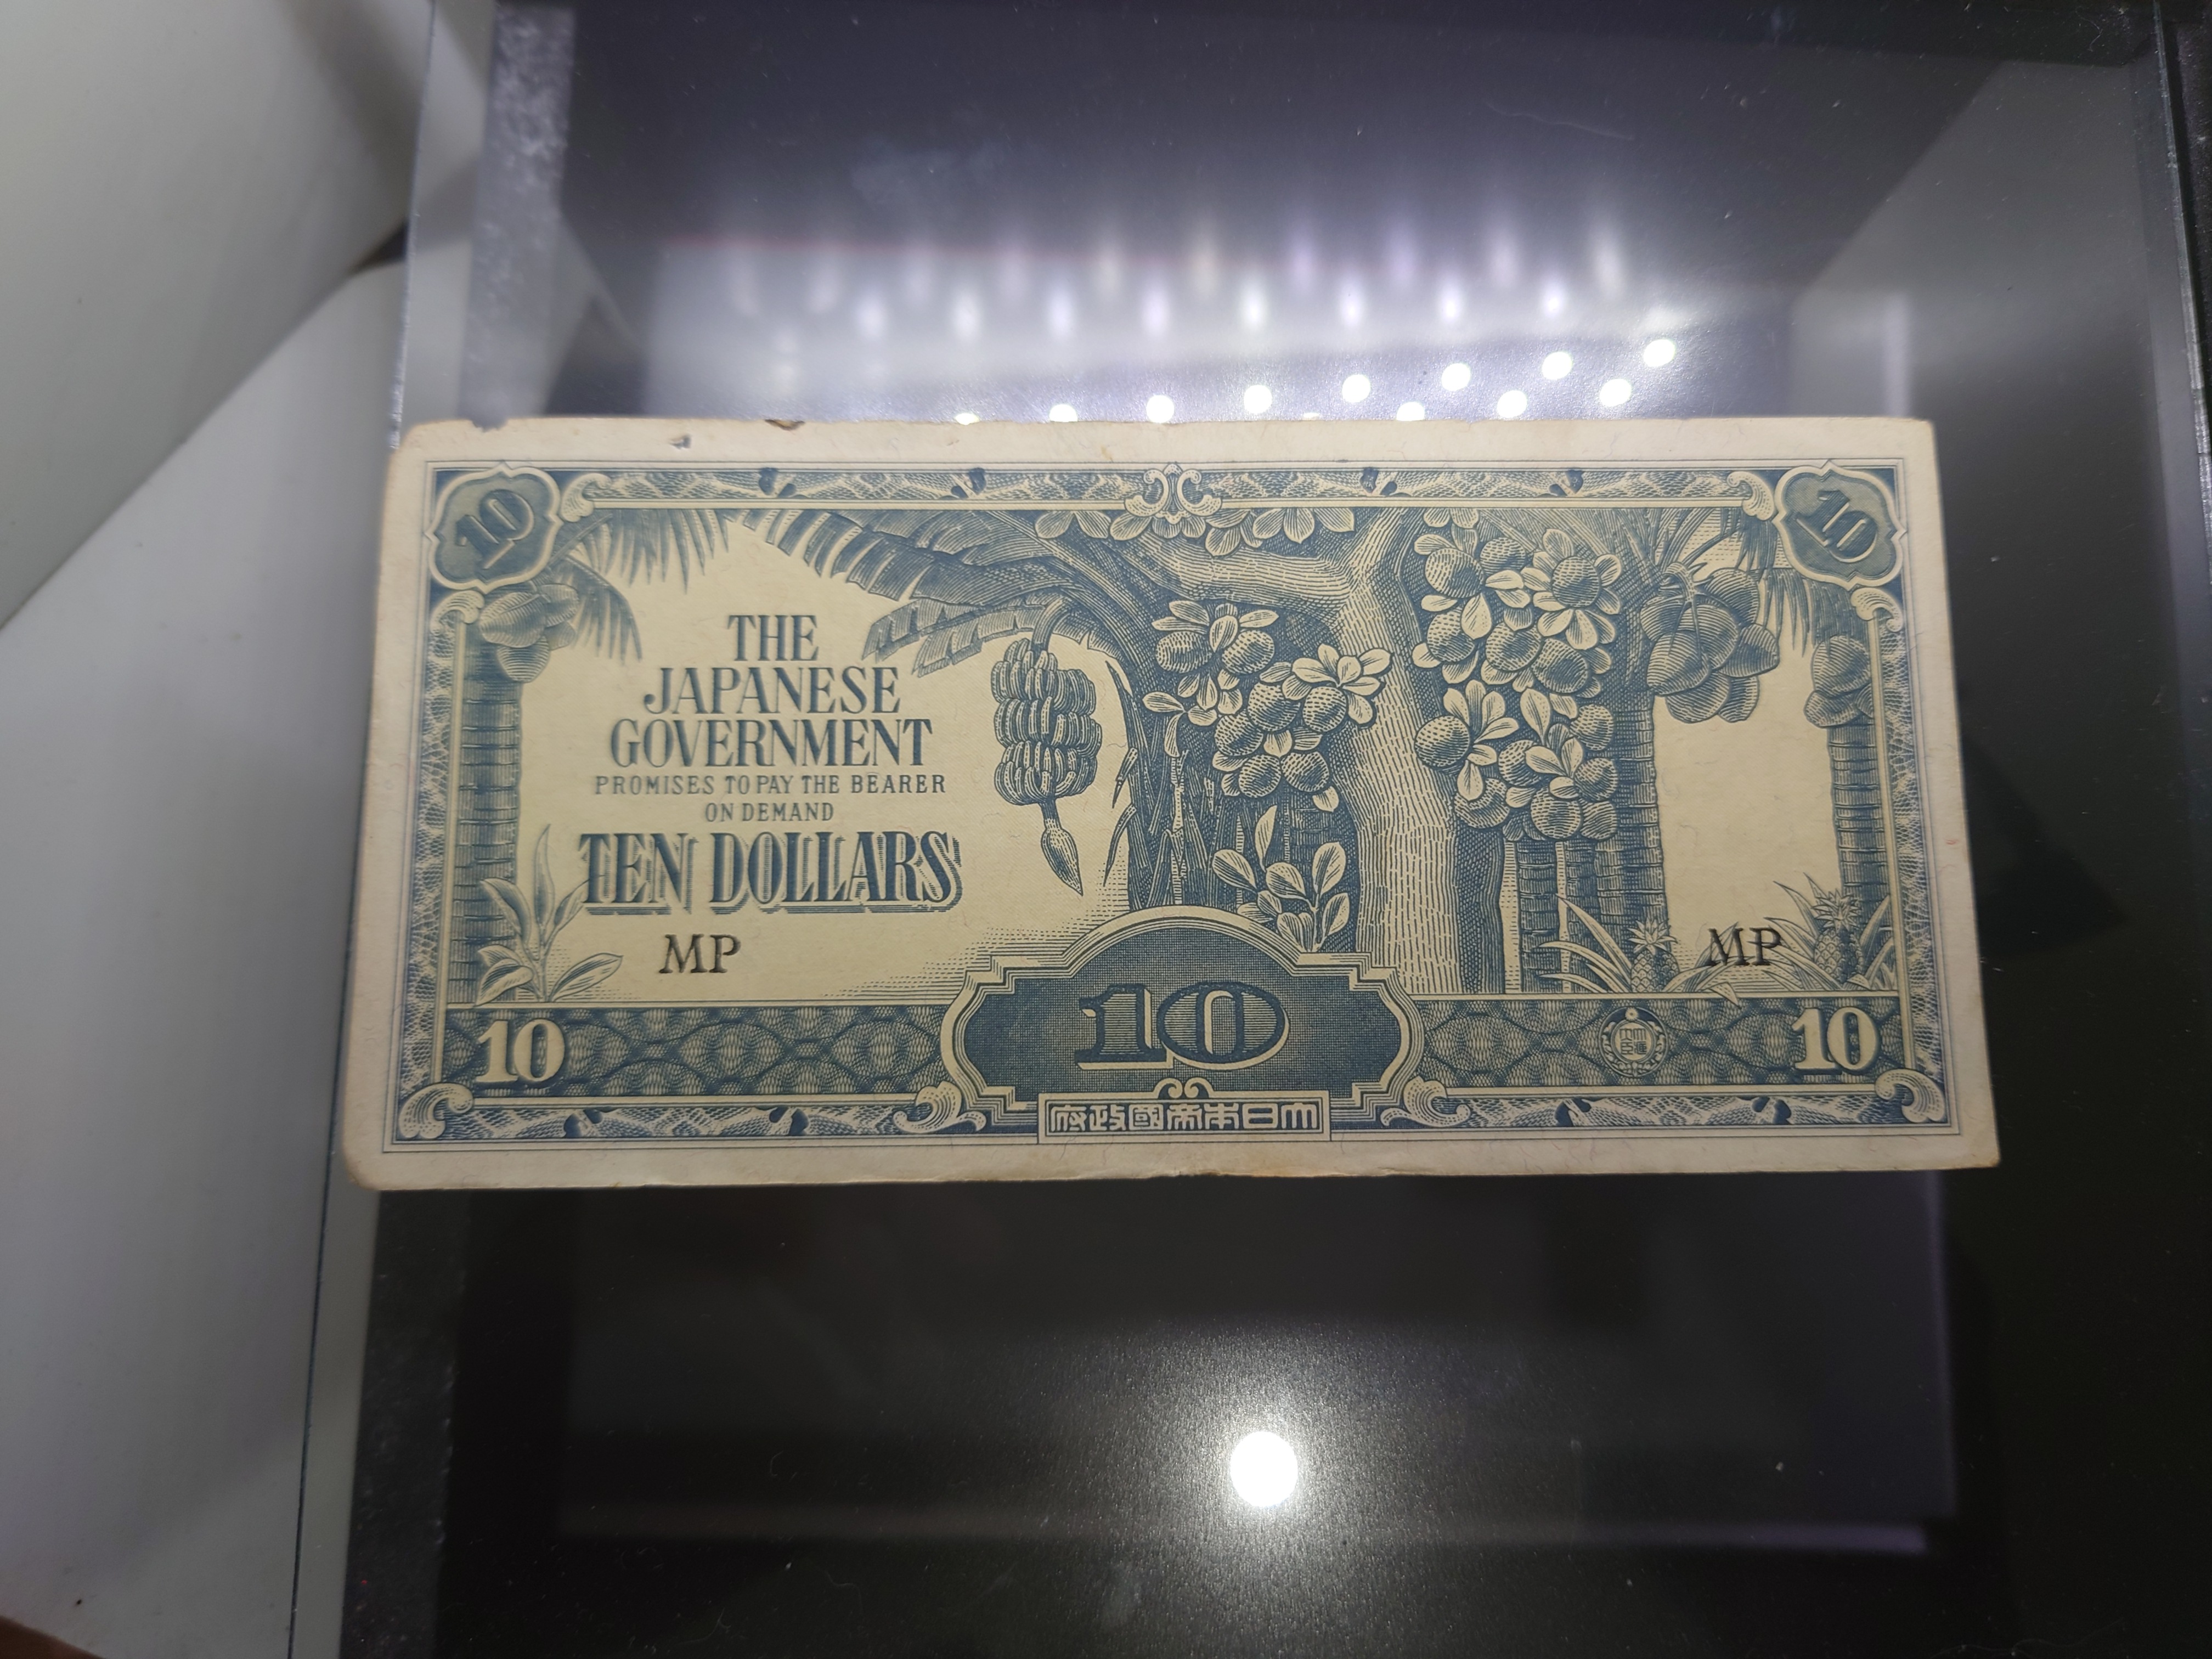 10
10
THE
JAPANESE
GOVERNMENT
PROMISES TO PAY THE BEARER
ON DEMAND
TEN DOLLARS
MP
MP
10
10
10
府政國帝本日大